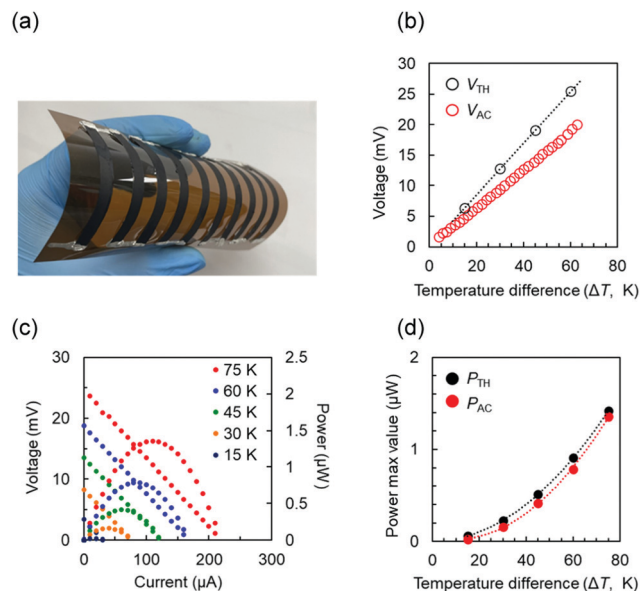 (a)
(b)
30
25
20
15
10
5
0
Voltage (mV)
V_TH
V_AC
0 20 40 60 80
Temperature difference (ΔT, K)
(c)
30
20
10
0
Voltage (mV)
75 K
60 K
45 K
30 K
15 K
2.5
2
1.5
1
0.5
0
Power (μW)
0 100 200 300
Current (μA)
(d)
2
1
0
Power max value (μW)
P_TH
P_AC
0 20 40 60 80
Temperature difference (ΔT, K)